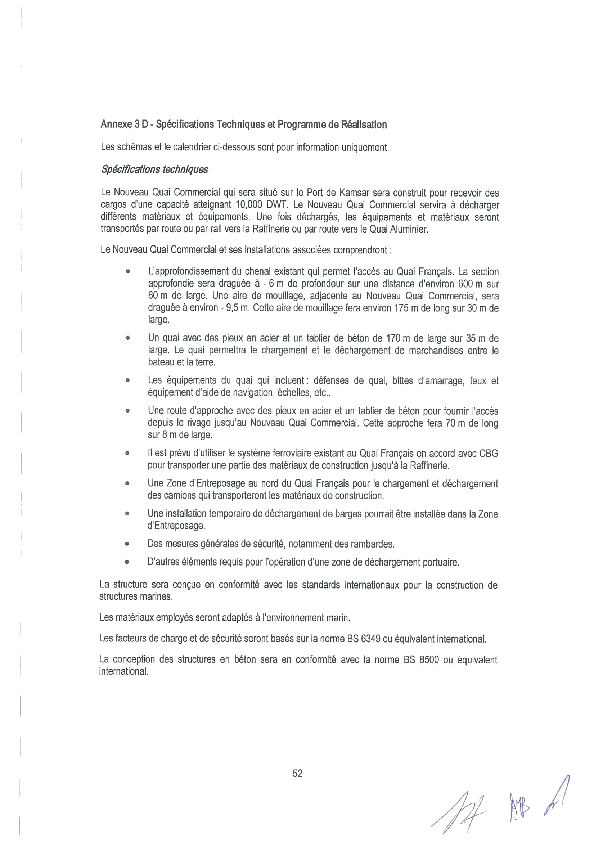 Annexe 3 D - Spécifications Techniques et Programme de Réalisation
Les schémas et le calendrier ci-dessous sont pour information uniquement.
Spécifications techniques
Le Nouveau Quai Commercial qui sera situé sur le Port de Kamsar sera construit pour recevoir des
cargos d'une capacité atteignant 10,000 DWT. Le Nouveau Quai Commercial servira à décharger
différents matériaux et équipements. Une fois déchargés, les équipements et matériaux seront
transportés par route ou par rail vers la Raffinerie ou par route vers le Quai Aluminier.
Le Nouveau Quai Commercial et ses installations associées comprendront :
• L'approfondissement du chenal existant qui permet l'accès au Quai Français. La section
approfondie sera draguée à - 6 m de profondeur sur une distance d'environ 600 m sur
60 m de large. Une aire de mouillage, adjacente au Nouveau Quai Commercial, sera
draguée à environ - 9,5 m. Cette aire de mouillage fera environ 175 m de long sur 30 m de
large.
• Un quai avec des pieux en acier et un tablier de béton de 170 m de large sur 35 m de
large. Le quai permettra le chargement et le déchargement de marchandises entre le
bateau et la terre.
• Les équipements du quai qui incluent : défenses de quai, bittes d'amarrage, feux et
équipement d'aide de navigation, échelles, etc..
• Une route d'approche avec des pieux en acier et un tablier de béton pour fournir l'accès
depuis le rivage jusqu'au Nouveau Quai Commercial. Cette approche fera 70 m de long
sur 8 m de large.
• Il est prévu d'utiliser le système ferroviaire existant au Quai Français en accord avec CBG
pour transporter une partie des matériaux de construction jusqu'à la Raffinerie.
• Une Zone d'Entreposage au nord du Quai Français pour le chargement et déchargement
des camions qui transporteront les matériaux de construction.
• Une installation temporaire de déchargement de barges pourrait être installée dans la Zone
d'Entreposage.
• Des mesures générales de sécurité, notamment des rambardes.
• D'autres éléments requis pour l'opération d'une zone de déchargement portuaire.
La structure sera conçue en conformité avec les standards internationaux pour la construction de
structures marines.
Les matériaux employés seront adaptés à l'environnement marin.
Les facteurs de charge et de sécurité seront basés sur la norme BS 6349 ou équivalent international.
La conception des structures en béton sera en conformité avec la norme BS 8500 ou équivalent
international.
52